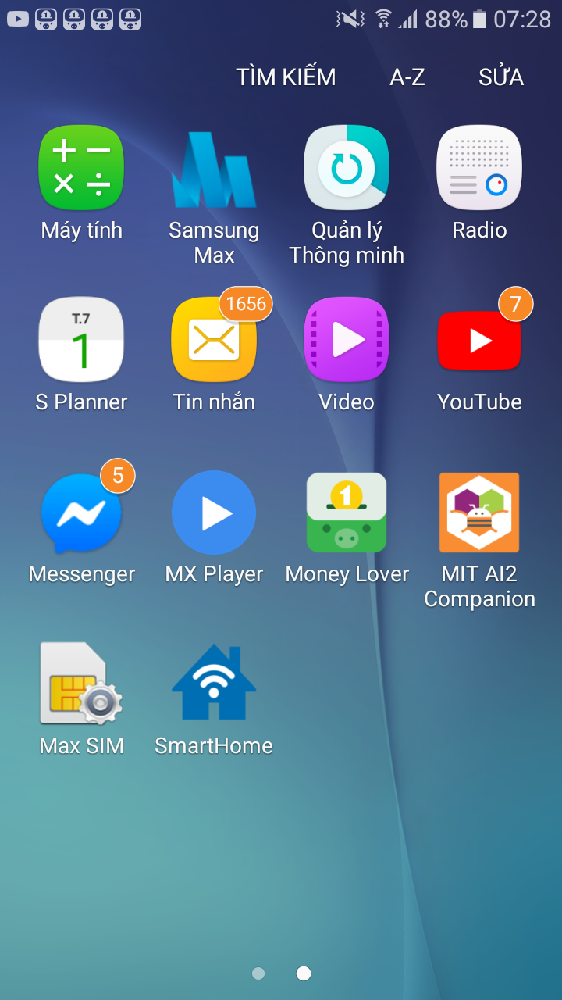 88% 07:28
TÌM KIẾM A-Z SỬA
Máy tính
Samsung
Max
Quản lý
Thông minh
Radio
T.7
1
1656
7
S Planner
Tin nhắn
Video
YouTube
5
1
Messenger
MX Player
Money Lover
MIT AI2
Companion
Max SIM
SmartHome